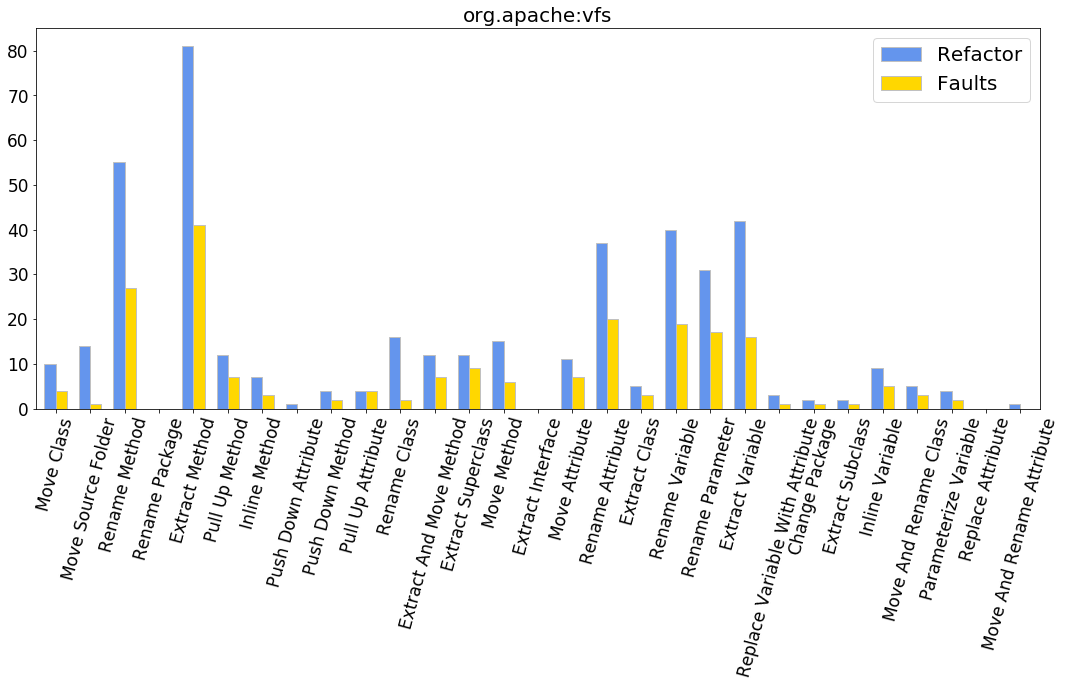 org.apache:vfs
80
70
60
50
40
30
20
10
0
Refactor
Faults
Move Class
Move Source Folder
Rename Method
Rename Package
Extract Method
Pull Up Method
Inline Method
Push Down Attribute
Push Down Method
Pull Up Attribute
Rename Class
Extract And Move Method
Extract Superclass
Move Method
Extract Interface
Move Attribute
Rename Attribute
Extract Class
Rename Variable
Rename Parameter
Extract Variable
Replace Variable With Attribute
Change Package
Extract Subclass
Inline Variable
Move And Rename Class
Parameterize Variable
Replace Attribute
Move And Rename Attribute